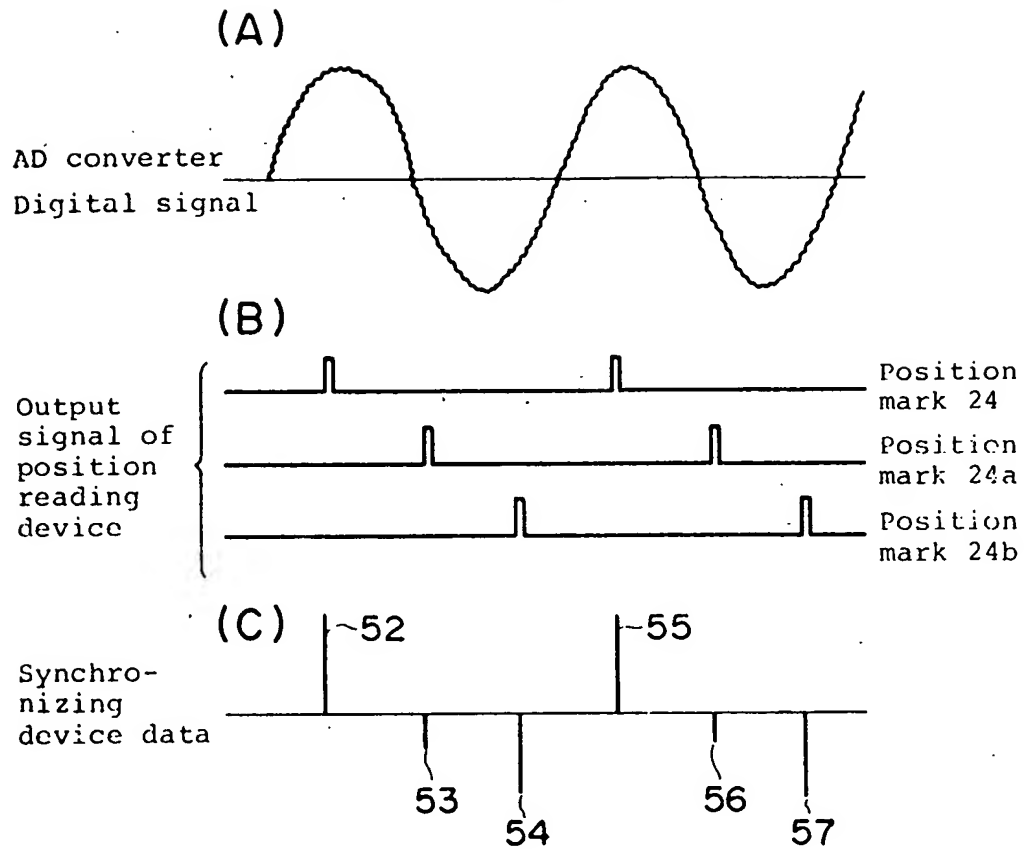 (A)
AD converter
Digital signal
(B)
Output
signal of
position
reading
device
Position
mark 24
Position
mark 24a
Position
mark 24b
(C)
52
55
Synchro-
nizing
device data
53
54
56
57